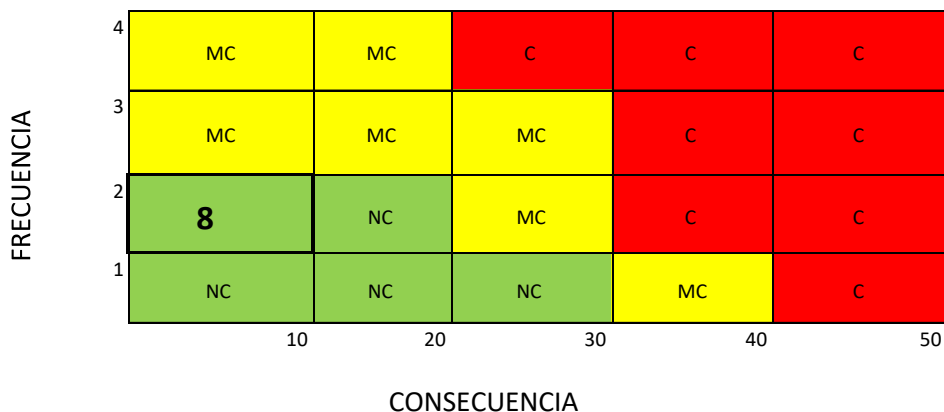 4 MC MC C C C
3 MC MC MC C C
2 8 NC MC C C
1 NC NC NC MC C
10 20 30 40 50
FRECUENCIA
CONSECUENCIA